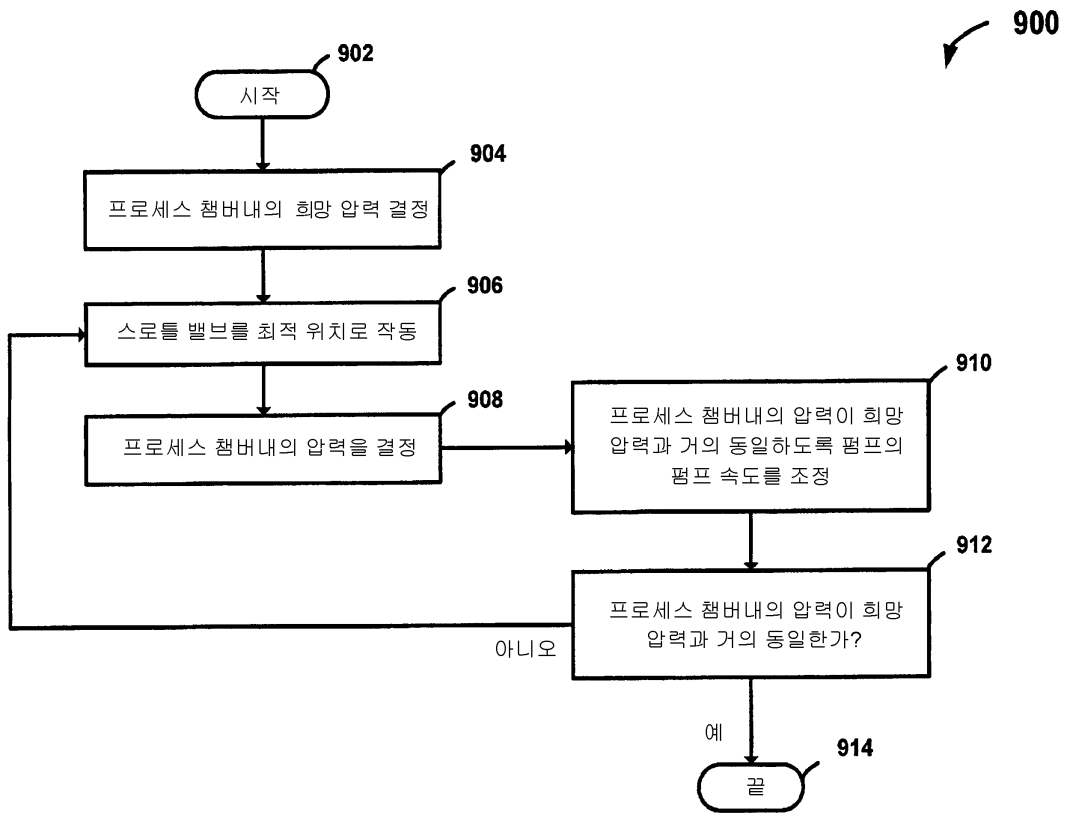 900
902
시작
904
프로세스 챔버내의 희망 압력 결정
906
스로틀 밸브를 최적 위치로 작동
908
프로세스 챔버내의 압력을 결정
910
프로세스 챔버내의 압력이 희망
압력과 거의 동일하도록 펌프의
펌프 속도를 조정
912
프로세스 챔버내의 압력이 희망
압력과 거의 동일한가?
아니오
예
914
끝